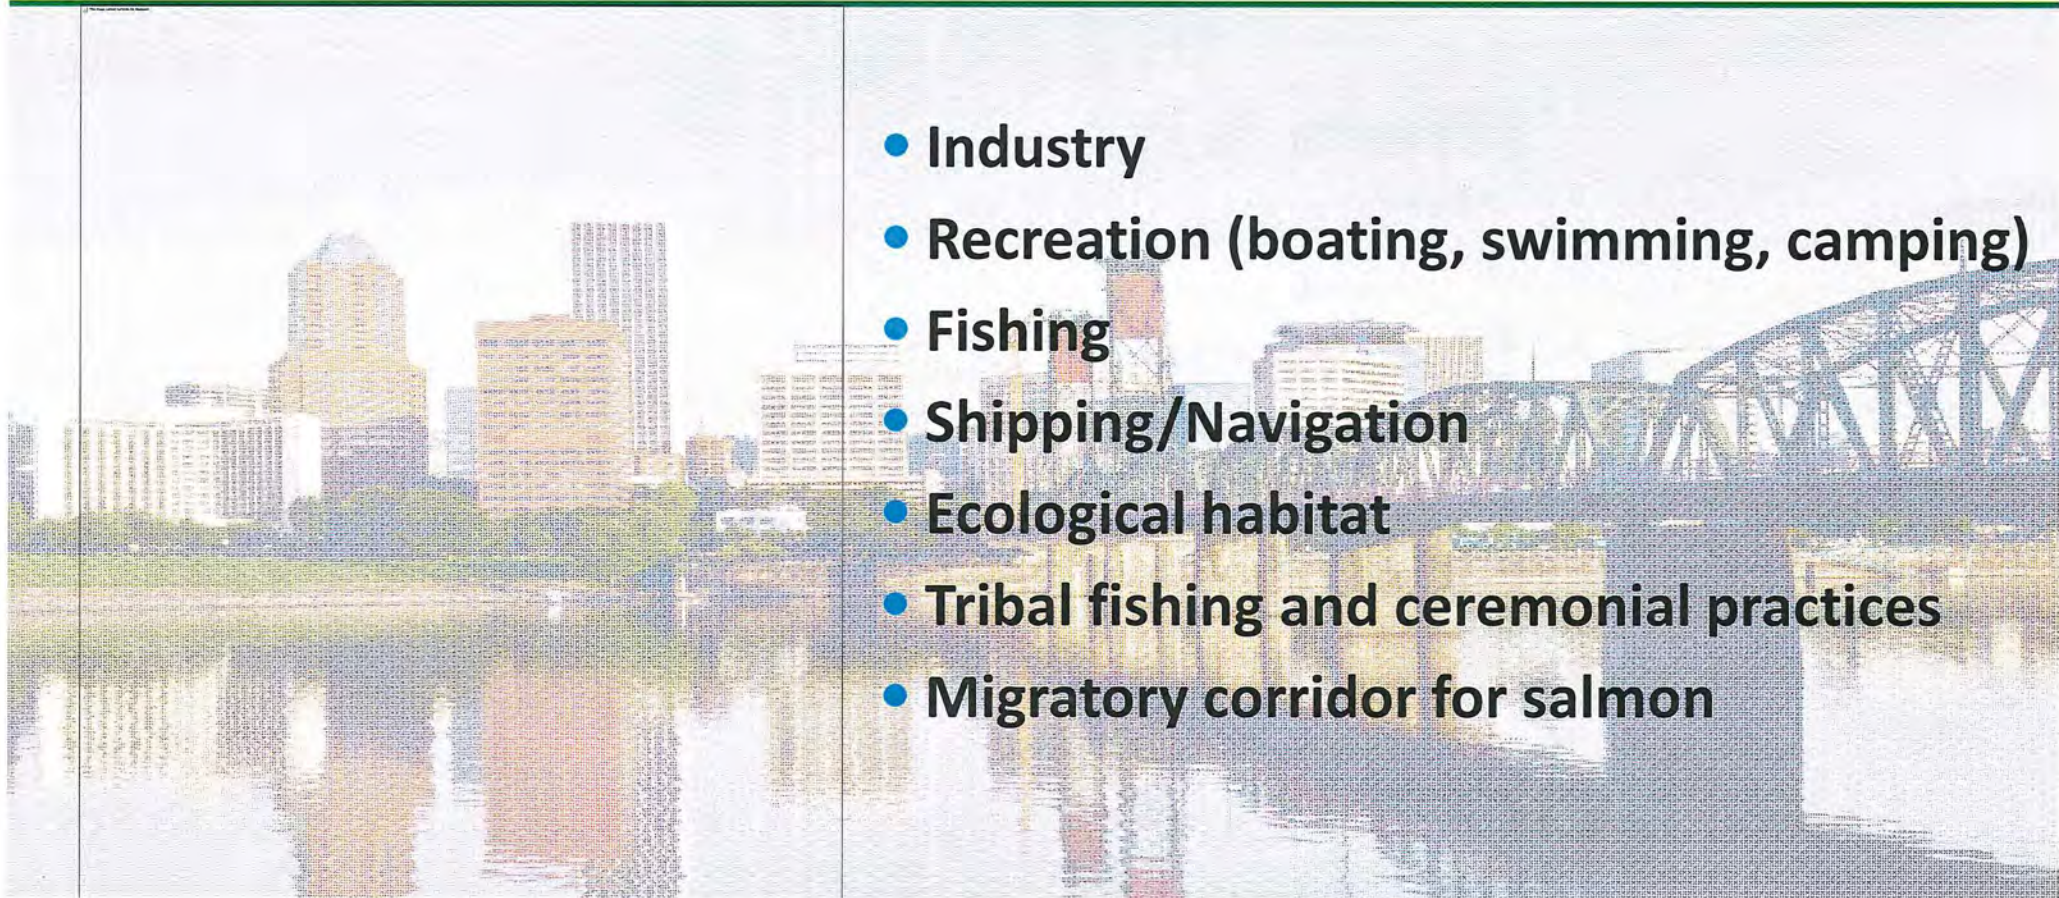 • Industry
• Recreation (boating, swimming, camping)
• Fishing
• Shipping/Navigation
• Ecological habitat
• Tribal fishing and ceremonial practices
• Migratory corridor for salmon